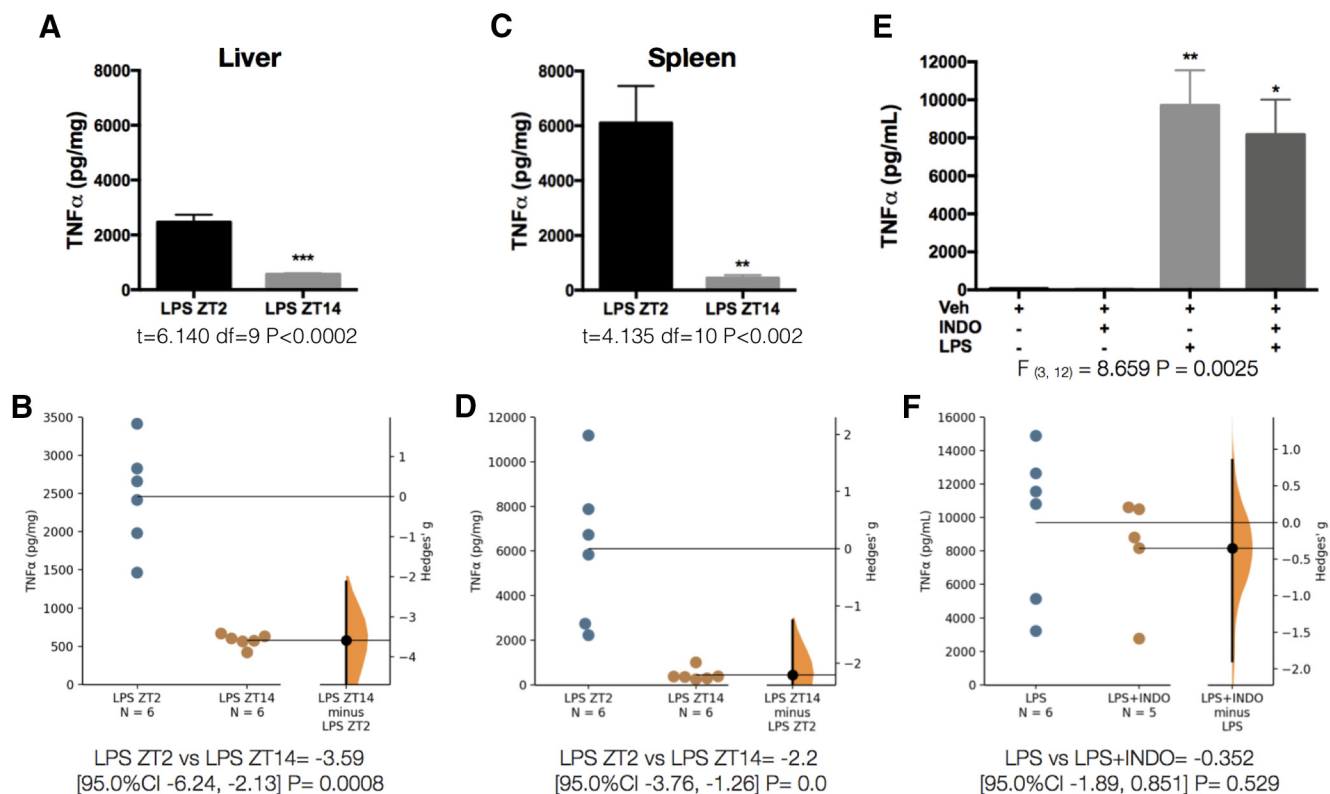 A
Liver
TNFα (pg/mg)
8000
6000
4000
2000
0
***
LPS ZT2
LPS ZT14
t=6.140 df=9 P<0.0002
C
Spleen
TNFα (pg/mg)
8000
6000
4000
2000
0
**
LPS ZT2
LPS ZT14
t=4.135 df=10 P<0.002
E
TNFα (pg/mL)
12000
10000
8000
6000
4000
2000
0
**
*
Veh + + + +
INDO - + - +
LPS - - + +
F (3, 12) = 8.659 P = 0.0025
B
TNFα (pg/mg)
3500
3000
2500
2000
1500
1000
500
0
1
0
−1
−2
−3
−4
Hedges' g
LPS ZT2
N = 6
LPS ZT14
N = 6
LPS ZT14
minus
LPS ZT2
LPS ZT2 vs LPS ZT14= -3.59
[95.0%CI -6.24, -2.13] P= 0.0008
D
TNFα (pg/mg)
12000
10000
8000
6000
4000
2000
0
2
1
0
−1
−2
Hedges' g
LPS ZT2
N = 6
LPS ZT14
N = 6
LPS ZT14
minus
LPS ZT2
LPS ZT2 vs LPS ZT14= -2.2
[95.0%CI -3.76, -1.26] P= 0.0
F
TNFα (pg/mL)
16000
14000
12000
10000
8000
6000
4000
2000
0
1.0
0.5
0.0
−0.5
−1.0
−1.5
−2.0
Hedges' g
LPS
N = 6
LPS+INDO
N = 5
LPS+INDO
minus
LPS
LPS vs LPS+INDO= -0.352
[95.0%CI -1.89, 0.851] P= 0.529